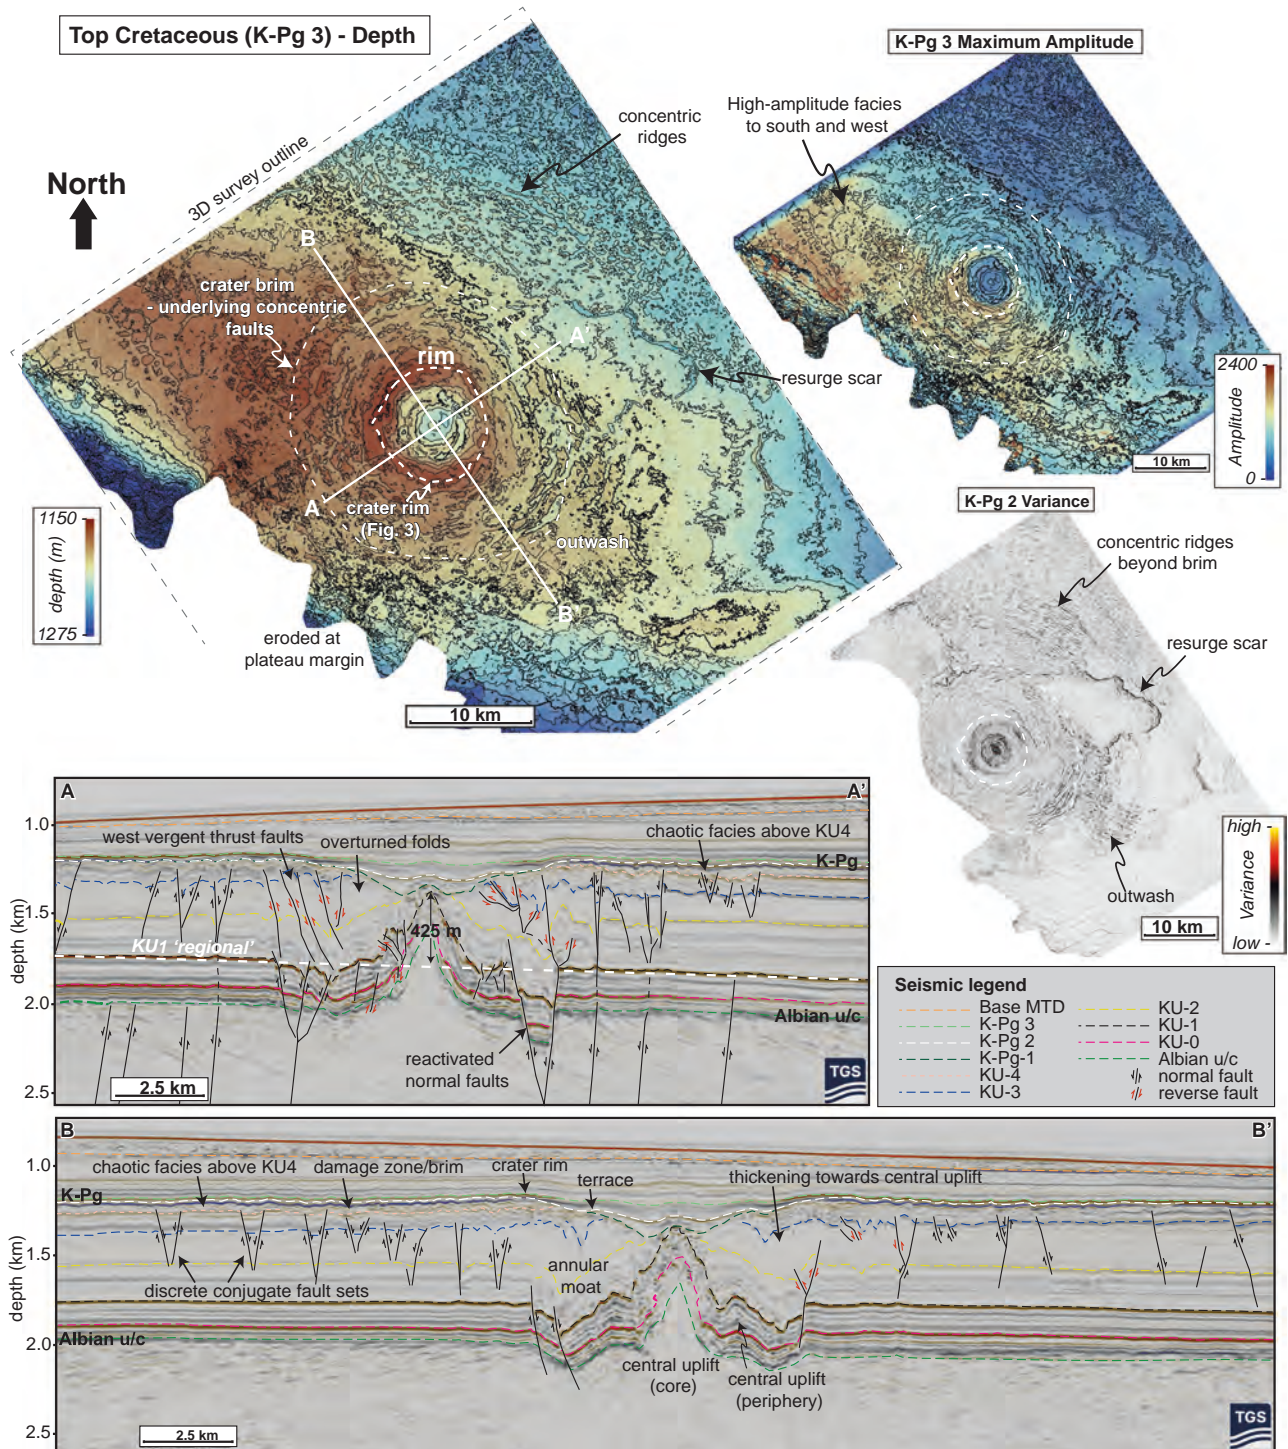 Top Cretaceous (K-Pg 3) - Depth
K-Pg 3 Maximum Amplitude
High-amplitude facies
to south and west
concentric
ridges
3D survey outline
North
B
crater brim
- underlying concentric
faults
A'
rim
resurge scar
2400
Amplitude
0
10 km
K-Pg 2 Variance
A
crater rim
(Fig. 3)
outwash
1150
depth (m)
1275
B'
eroded at
plateau margin
10 km
concentric ridges
beyond brim
resurge scar
outwash
high
Variance
low
10 km
A
A'
1.0
west vergent thrust faults
overturned folds
chaotic facies above KU4
K-Pg
1.5
425 m
KU1 'regional'
depth (km)
2.0
Albian u/c
reactivated
normal faults
2.5 km
2.5
TGS
Seismic legend
Base MTD
K-Pg 3
K-Pg 2
K-Pg-1
KU-4
KU-3
KU-2
KU-1
KU-0
Albian u/c
normal fault
reverse fault
B
B'
1.0
chaotic facies above KU4
damage zone/brim
crater rim
terrace
thickening towards central uplift
K-Pg
1.5
annular
moat
discrete conjugate fault sets
depth (km)
Albian u/c
2.0
central uplift
(core)
central uplift
(periphery)
2.5 km
2.5
TGS